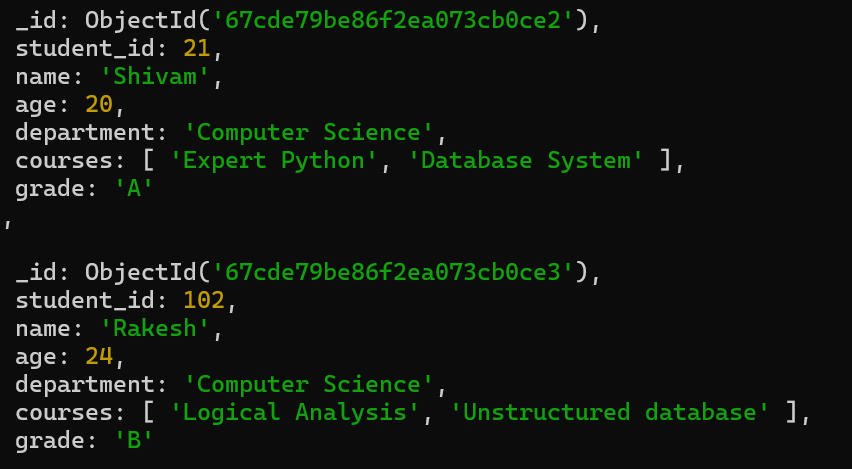 _id: ObjectId('67cde79be86f2ea073cb0ce2'),
student_id: 21,
name: 'Shivam',
age: 20,
department: 'Computer Science',
courses: [ 'Expert Python', 'Database System' ],
grade: 'A'
,
_id: ObjectId('67cde79be86f2ea073cb0ce3'),
student_id: 102,
name: 'Rakesh',
age: 24,
department: 'Computer Science',
courses: [ 'Logical Analysis', 'Unstructured database' ],
grade: 'B'